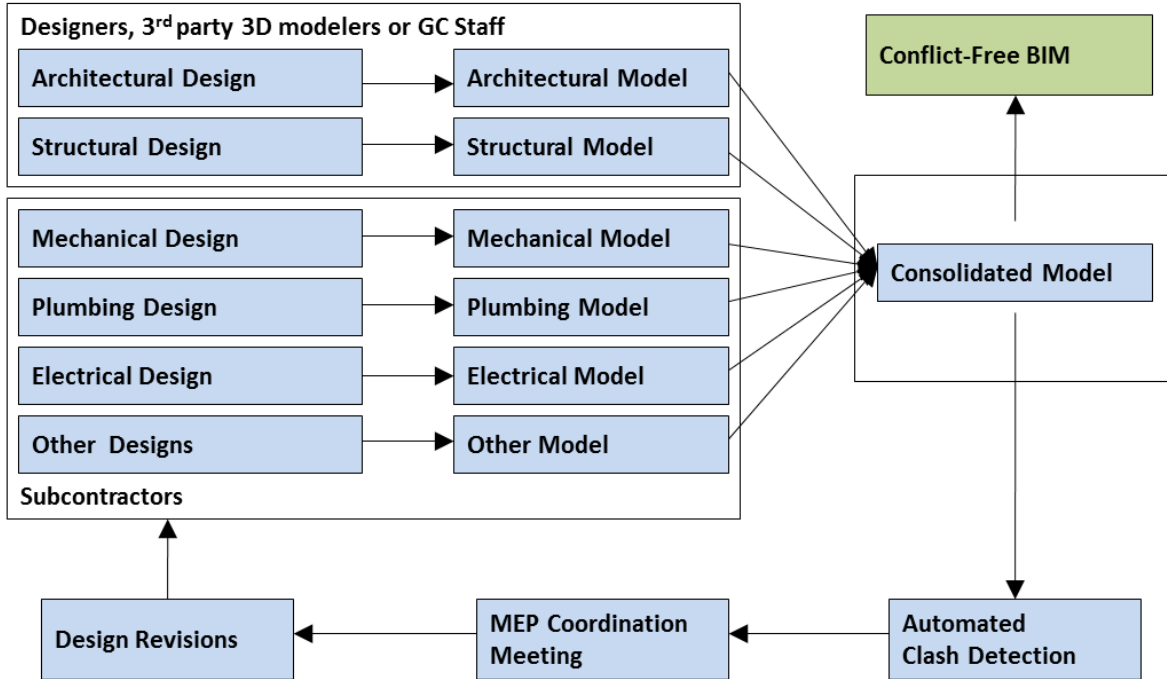 Designers, 3rd party 3D modelers or GC Staff
Architectural Design
Architectural Model
Structural Design
Structural Model
Mechanical Design
Mechanical Model
Plumbing Design
Plumbing Model
Electrical Design
Electrical Model
Other Designs
Other Model
Subcontractors
Conflict-Free BIM
Consolidated Model
Automated
Clash Detection
MEP Coordination
Meeting
Design Revisions